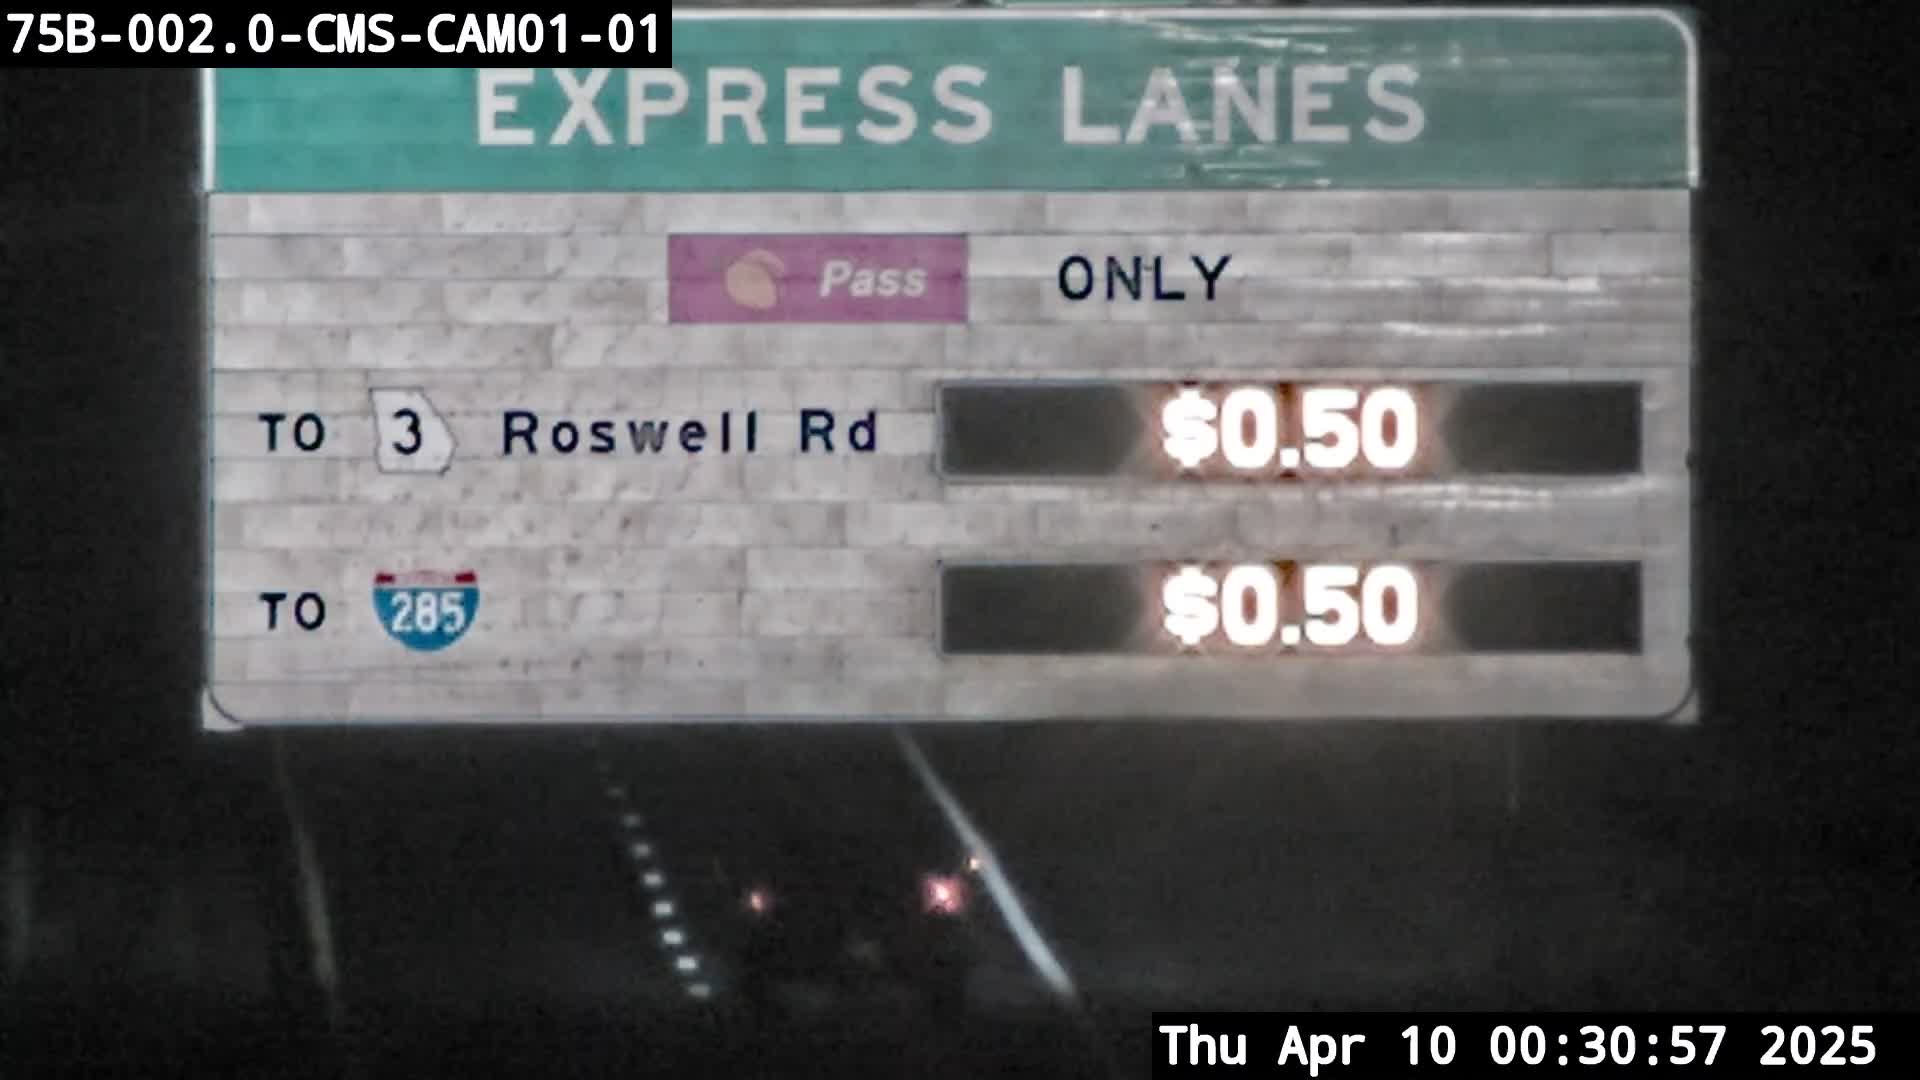 75B-002.0-CMS-CAM01-01
EXPRESS LANES
Pass ONLY
TO 3 Roswell Rd $0.50
TO 285 $0.50
Thu Apr 10 00:30:57 2025